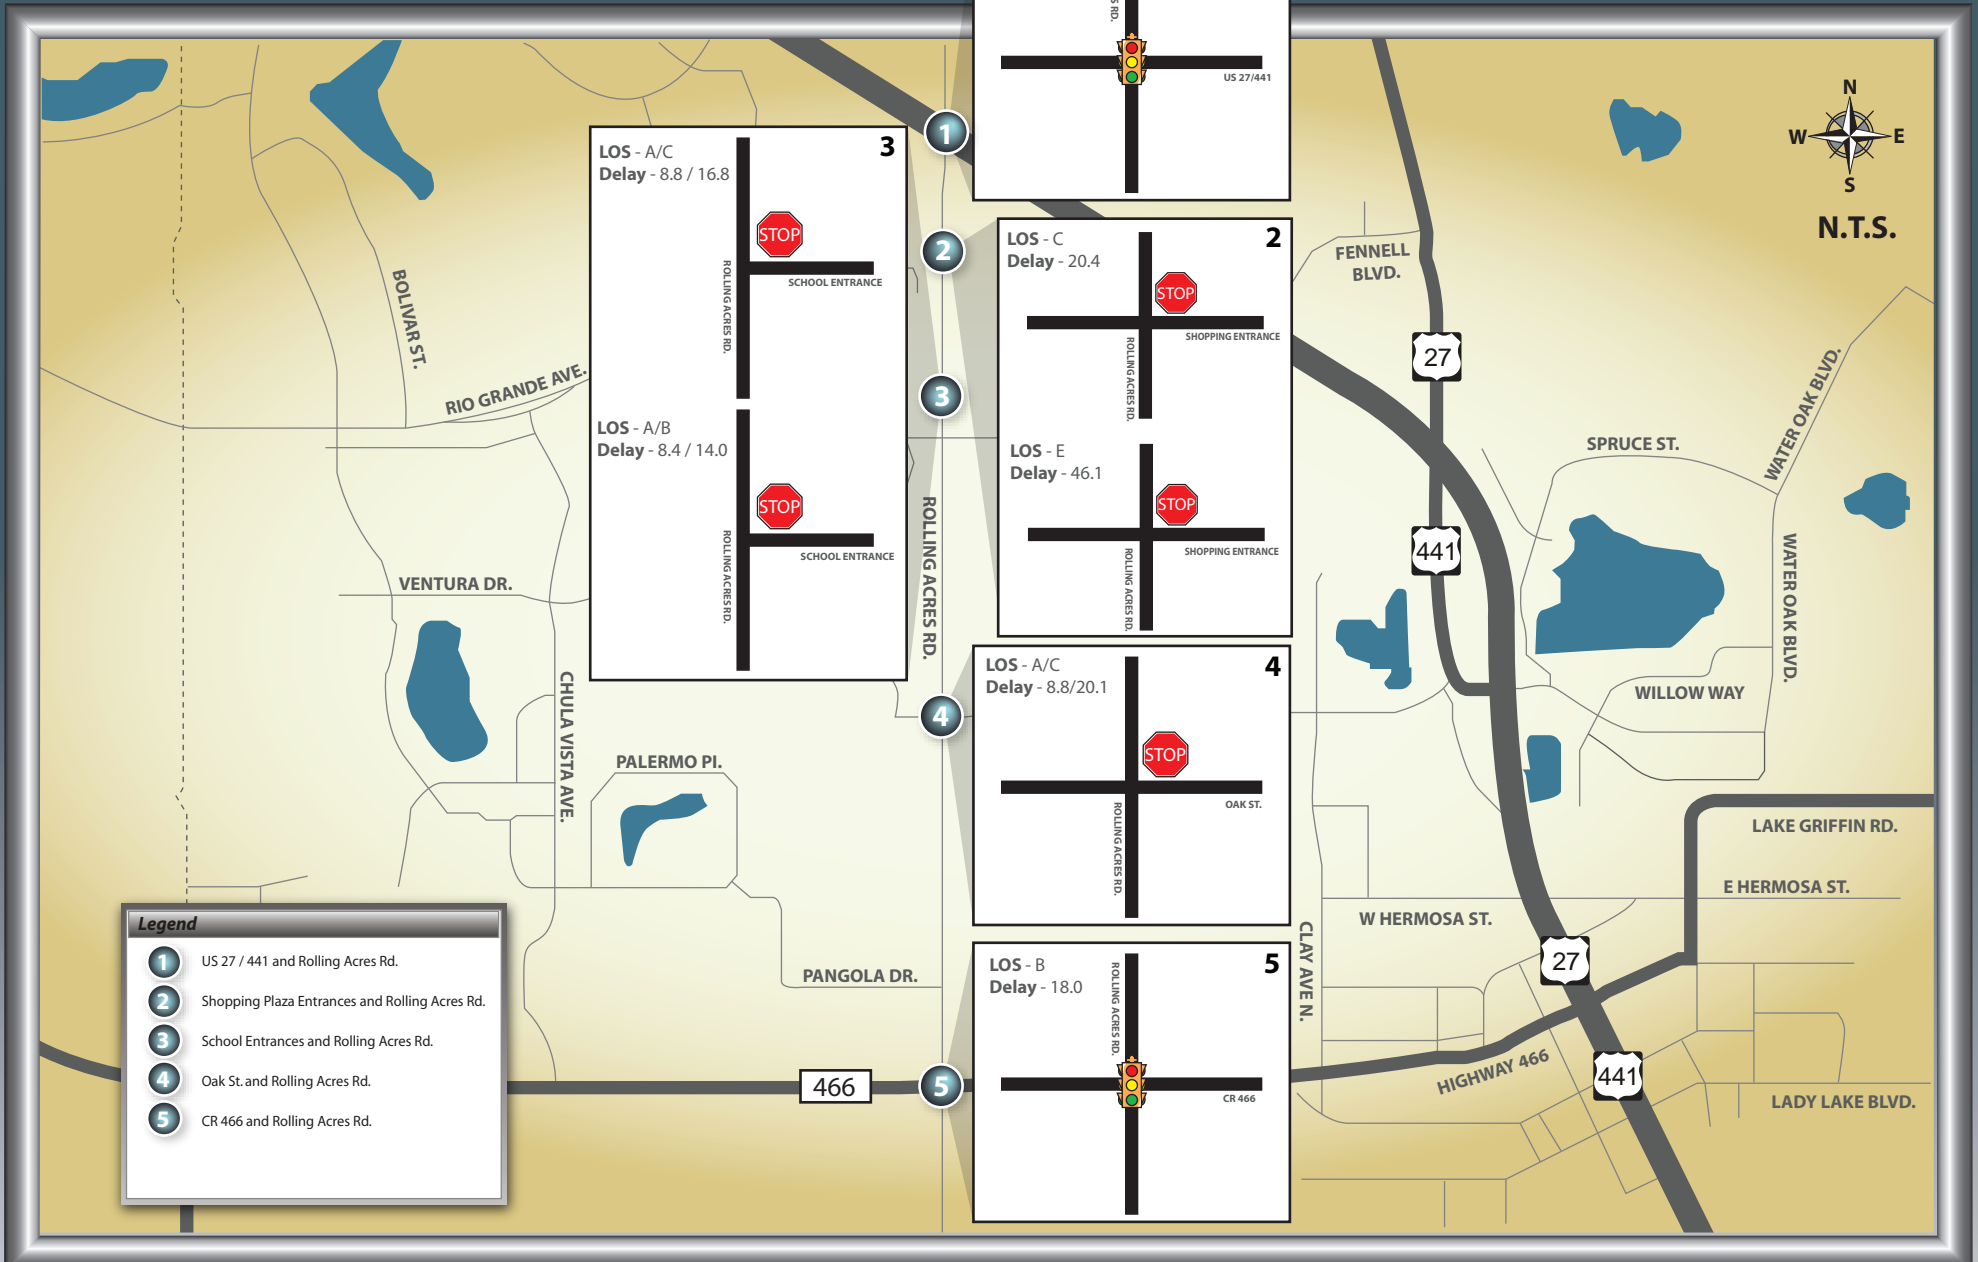 S RD.
US 27/441
1
N
W
E
S
N.T.S.
3
LOS - A/C
Delay - 8.8 / 16.8
STOP
ROLLING ACRES RD.
SCHOOL ENTRANCE
LOS - A/B
Delay - 8.4 / 14.0
STOP
ROLLING ACRES RD.
SCHOOL ENTRANCE
2
2
LOS - C
Delay - 20.4
STOP
SHOPPING ENTRANCE
ROLLING ACRES RD.
LOS - E
Delay - 46.1
STOP
SHOPPING ENTRANCE
ROLLING ACRES RD.
3
FENNELL
BLVD.
27
BOLIVAR ST.
RIO GRANDE AVE.
WATER OAK BLVD.
SPRUCE ST.
ROLLING ACRES RD.
441
WATER OAK BLVD.
VENTURA DR.
CHULA VISTA AVE.
WILLOW WAY
4
4
LOS - A/C
Delay - 8.8/20.1
STOP
OAK ST.
ROLLING ACRES RD.
PALERMO Pl.
LAKE GRIFFIN RD.
E HERMOSA ST.
W HERMOSA ST.
CLAY AVE N.
27
PANGOLA DR.
5
LOS - B
Delay - 18.0
ROLLING ACRES RD.
CR 466
466
5
HIGHWAY 466
441
LADY LAKE BLVD.
Legend
1 US 27 / 441 and Rolling Acres Rd.
2 Shopping Plaza Entrances and Rolling Acres Rd.
3 School Entrances and Rolling Acres Rd.
4 Oak St. and Rolling Acres Rd.
5 CR 466 and Rolling Acres Rd.